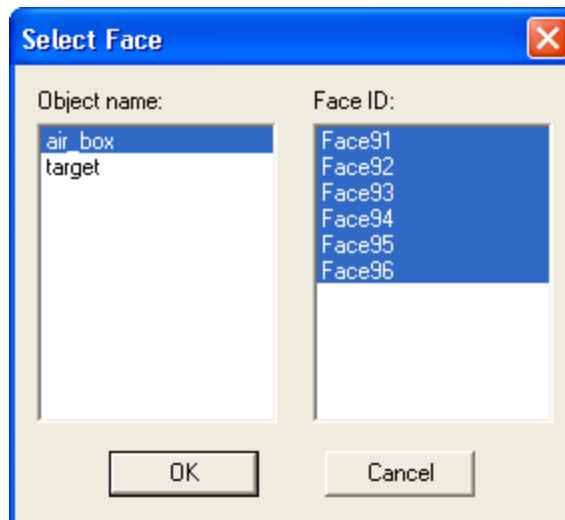 Select Face
Object name:
air_box
target
Face ID:
Face91
Face92
Face93
Face94
Face95
Face96
OK
Cancel